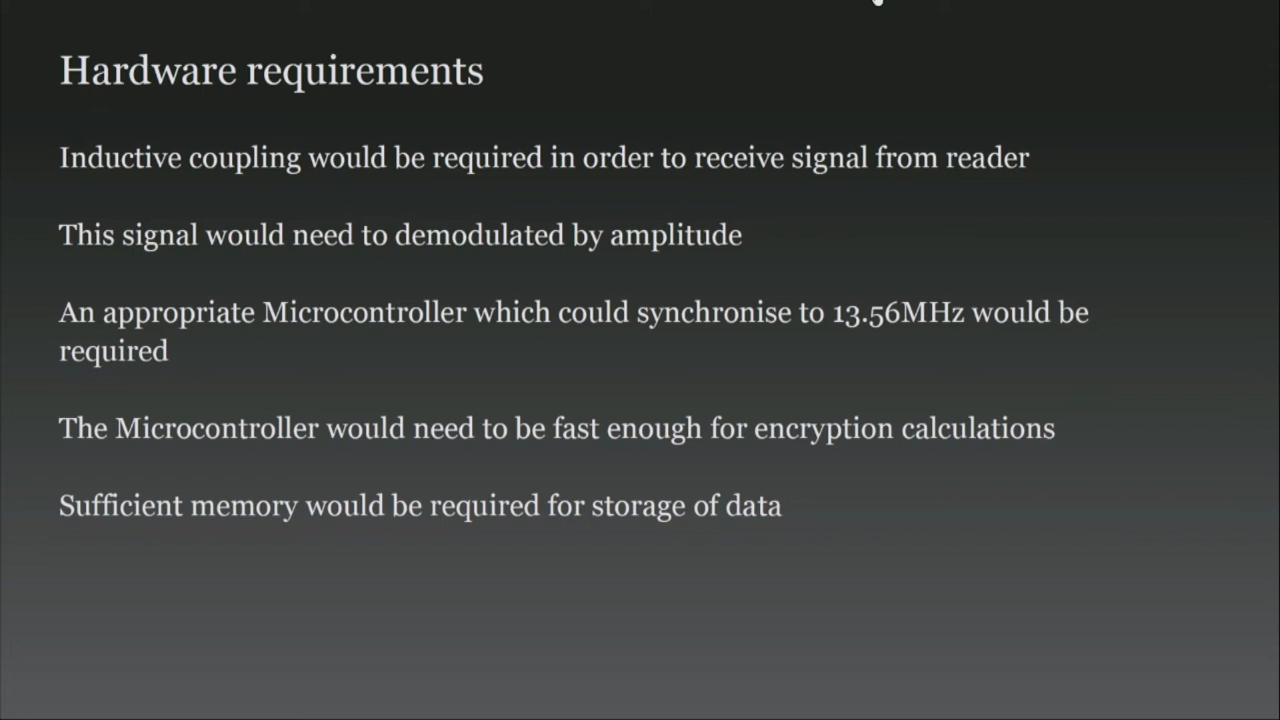 Hardware requirements
Inductive coupling would be required in order to receive signal from reader
This signal would need to demodulated by amplitude
An appropriate Microcontroller which could synchronise to 13.56MHz would be
required
The Microcontroller would need to be fast enough for encryption calculations
Sufficient memory would be required for storage of data